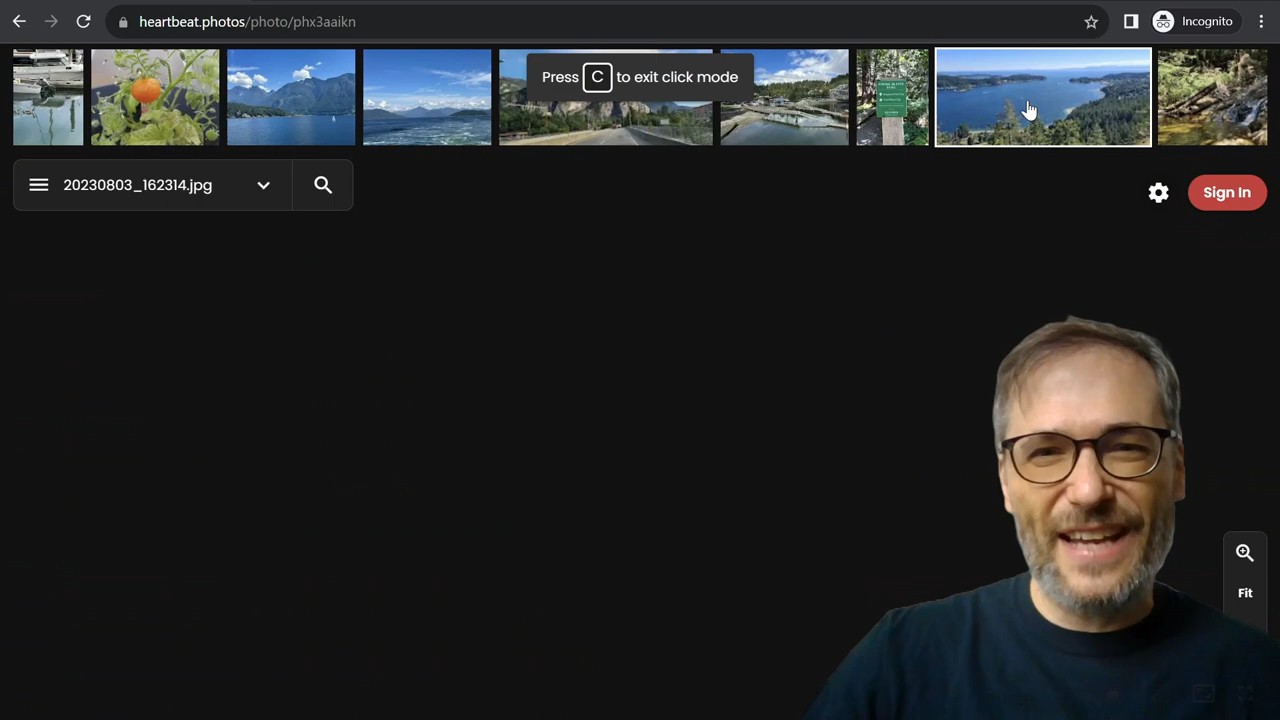 heartbeat.photos/photo/phx3aaikn
Incognito
Press C to exit click mode
20230803_162314.jpg
Sign In
Fit